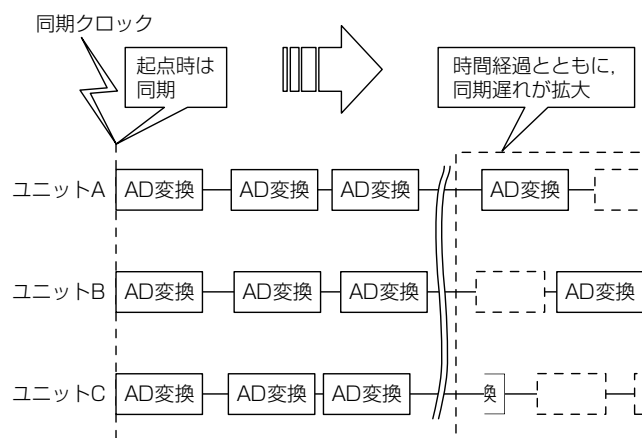 同期クロック
起点時は
同期
時間経過とともに,
同期遅れが拡大
ユニットA AD変換 AD変換 AD変換 AD変換
ユニットB AD変換 AD変換 AD変換 AD変換
ユニットC AD変換 AD変換 AD変換 換